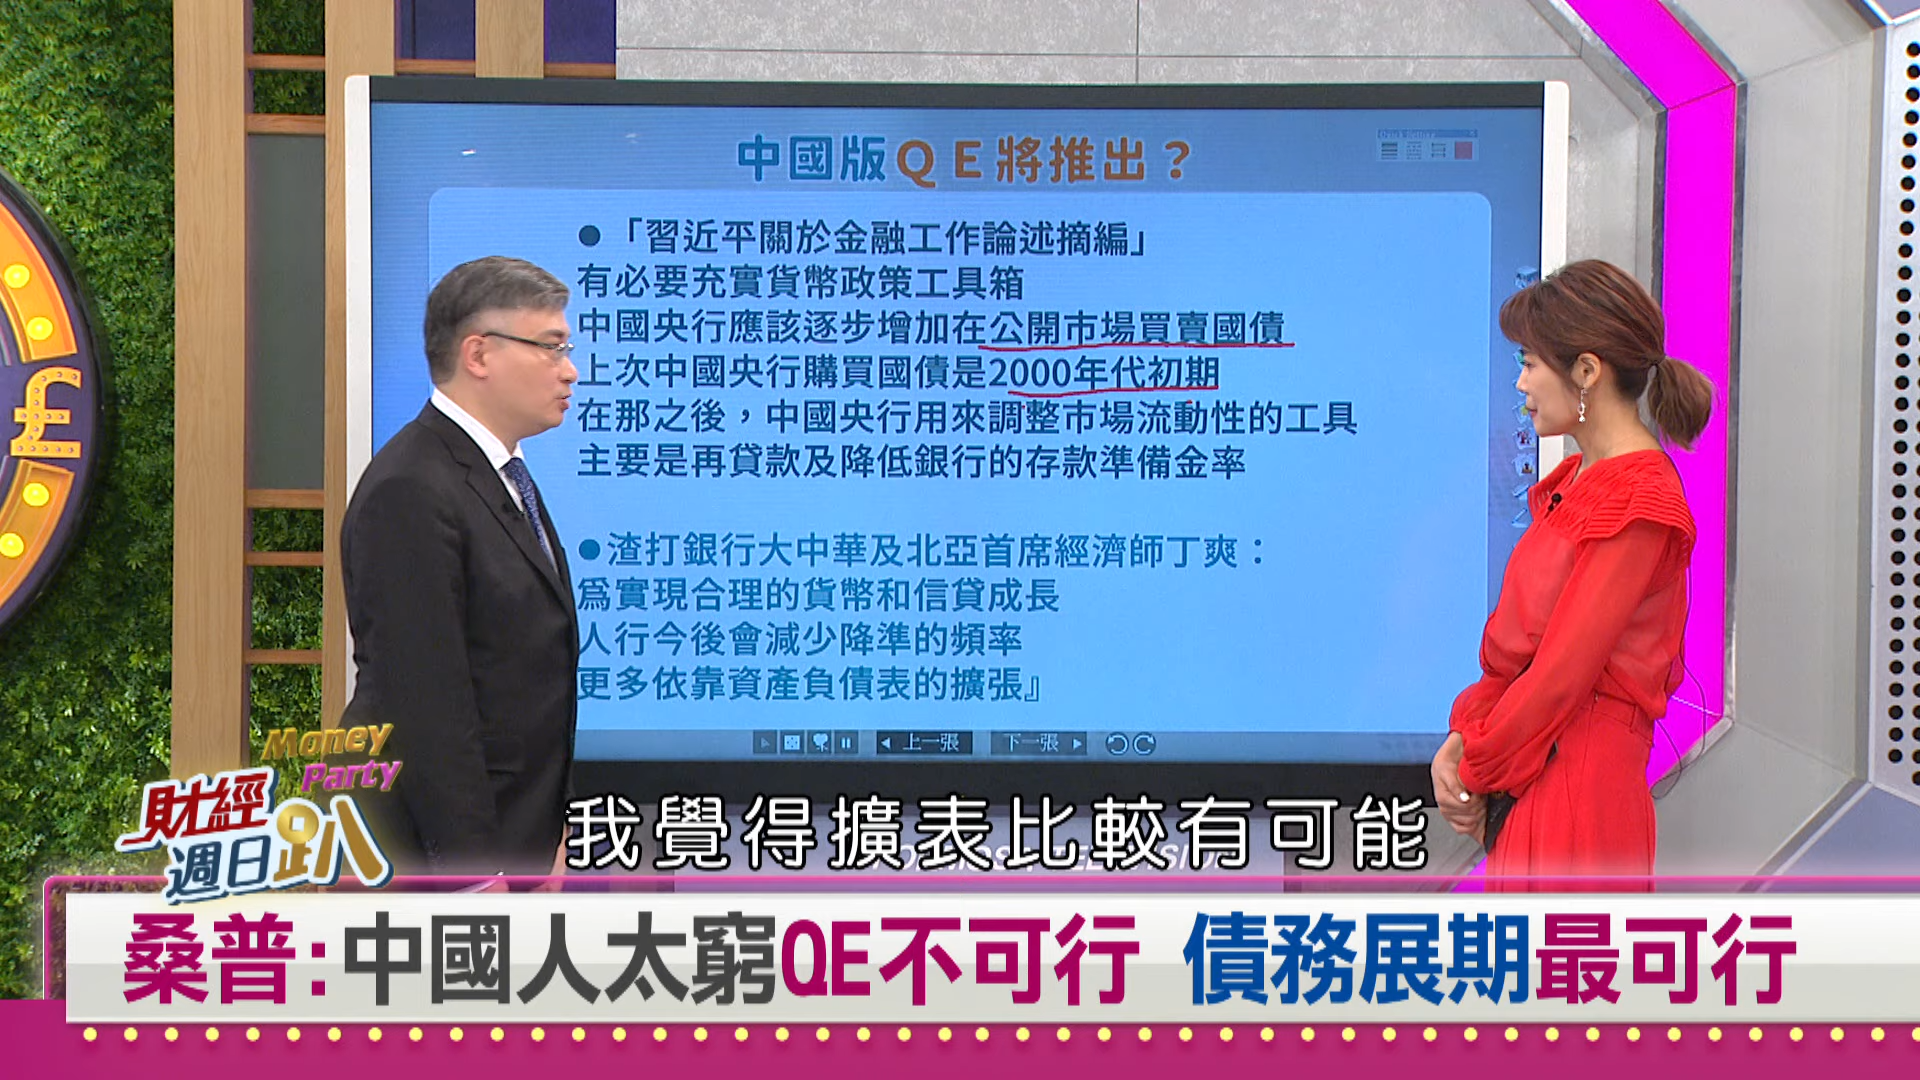 中國版QE將推出？
●「習近平關於金融工作論述摘編」
有必要充實貨幣政策工具箱
中國央行應該逐步增加在公開市場買賣國債
上次中國央行購買國債是2000年代初期
在那之後，中國央行用來調整市場流動性的工具
主要是再貸款及降低銀行的存款準備金率
●渣打銀行大中華及北亞首席經濟師丁爽：
爲實現合理的貨幣和信貸成長
人行今後會減少降準的頻率
更多依靠資產負債表的擴張』
上一張 下一張
Money Party
財經週日趴
我覺得擴表比較有可能
桑普:中國人太窮QE不可行 債務展期最可行